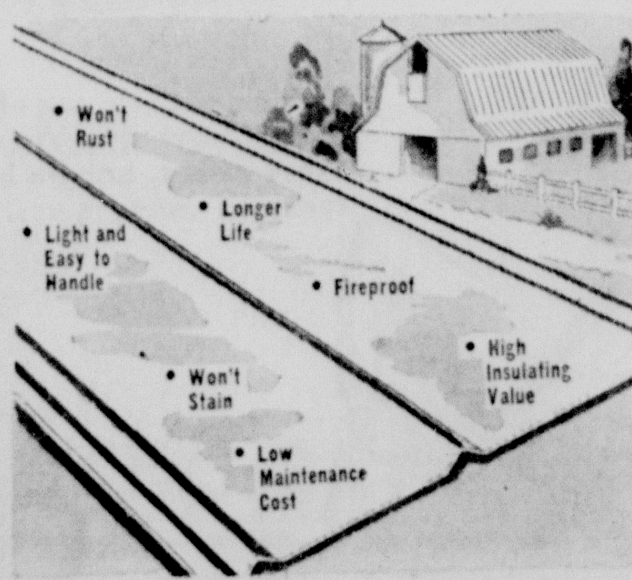 • Won't
Rust
• Longer
Life
• Light and
Easy to
Handle
• Fireproof
• High
Insulating
Value
• Won't
Stain
• Low
Maintenance
Cost